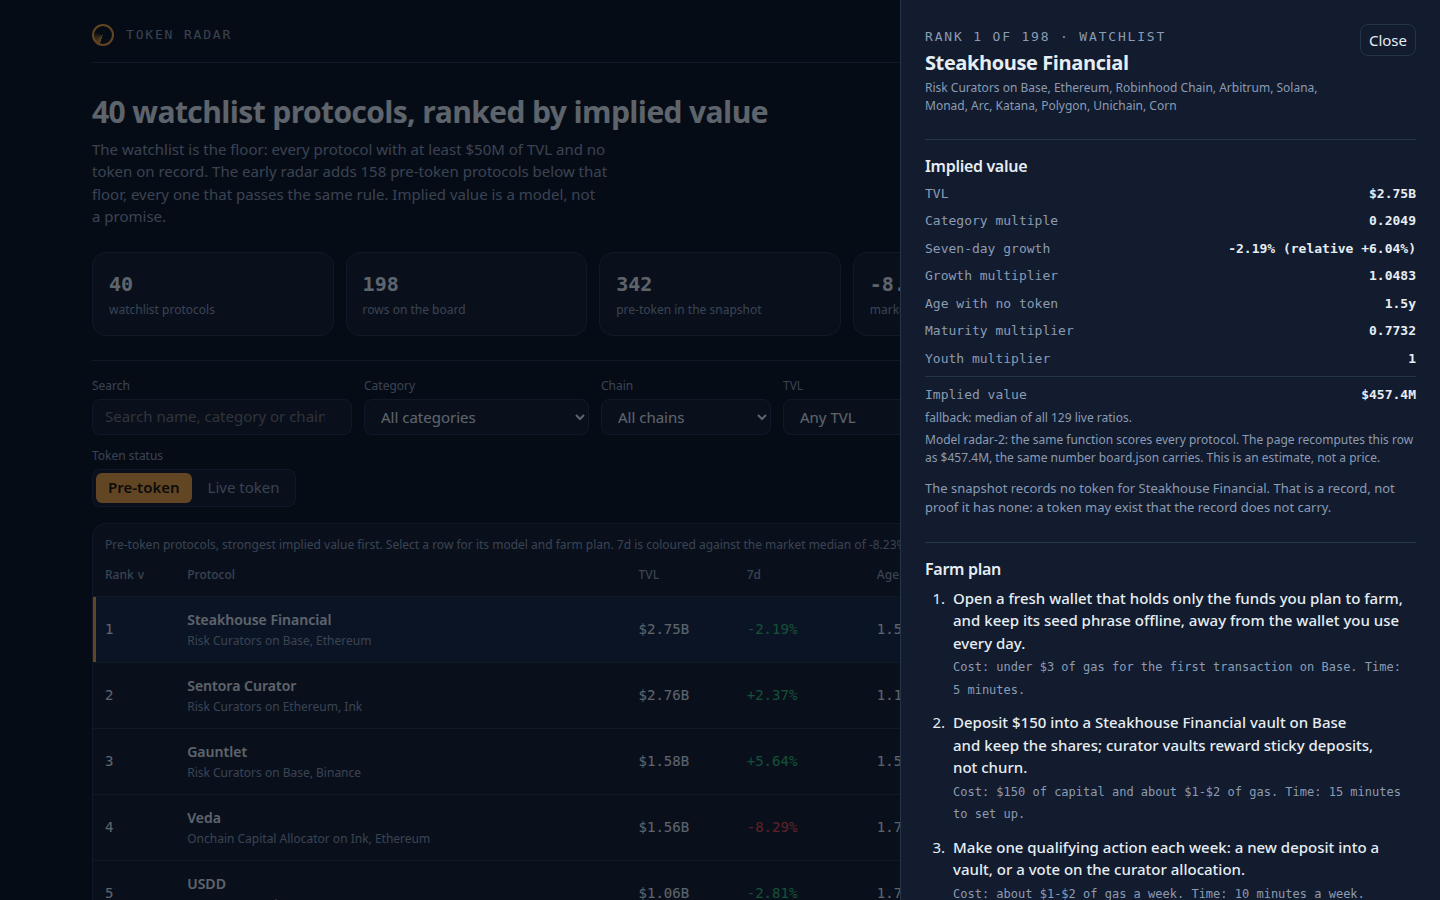 TOKEN RADAR
40 watchlist protocols, ranked by implied value
The watchlist is the floor: every protocol with at least $50M of TVL and no
token on record. The early radar adds 158 pre-token protocols below that
floor, every one that passes the same rule. Implied value is a model, not
a promise.
40
watchlist protocols
198
rows on the board
342
pre-token in the snapshot
-8.
mark
Search
Category
Chain
TVL
Search name, category or chain
All categories
All chains
Any TVL
Token status
Pre-token
Live token
Pre-token protocols, strongest implied value first. Select a row for its model and farm plan. 7d is coloured against the market median of -8.23%
Rank v
Protocol
TVL
7d
Age
1
Steakhouse Financial
Risk Curators on Base, Ethereum
$2.75B
-2.19%
1.5
2
Sentora Curator
Risk Curators on Ethereum, Ink
$2.76B
+2.37%
1.1
3
Gauntlet
Risk Curators on Base, Binance
$1.58B
+5.64%
1.5
4
Veda
Onchain Capital Allocator on Ink, Ethereum
$1.56B
-8.29%
1.7
5
USDD
$1.06B
-2.81%
1.7
RANK 1 OF 198 · WATCHLIST
Close
Steakhouse Financial
Risk Curators on Base, Ethereum, Robinhood Chain, Arbitrum, Solana,
Monad, Arc, Katana, Polygon, Unichain, Corn
Implied value
TVL $2.75B
Category multiple 0.2049
Seven-day growth -2.19% (relative +6.04%)
Growth multiplier 1.0483
Age with no token 1.5y
Maturity multiplier 0.7732
Youth multiplier 1
Implied value $457.4M
fallback: median of all 129 live ratios.
Model radar-2: the same function scores every protocol. The page recomputes this row
as $457.4M, the same number board.json carries. This is an estimate, not a price.
The snapshot records no token for Steakhouse Financial. That is a record, not
proof it has none: a token may exist that the record does not carry.
Farm plan
1. Open a fresh wallet that holds only the funds you plan to farm,
and keep its seed phrase offline, away from the wallet you use
every day.
Cost: under $3 of gas for the first transaction on Base. Time:
5 minutes.
2. Deposit $150 into a Steakhouse Financial vault on Base
and keep the shares; curator vaults reward sticky deposits,
not churn.
Cost: $150 of capital and about $1-$2 of gas. Time: 15 minutes
to set up.
3. Make one qualifying action each week: a new deposit into a
vault, or a vote on the curator allocation.
Cost: about $1-$2 of gas a week. Time: 10 minutes a week.